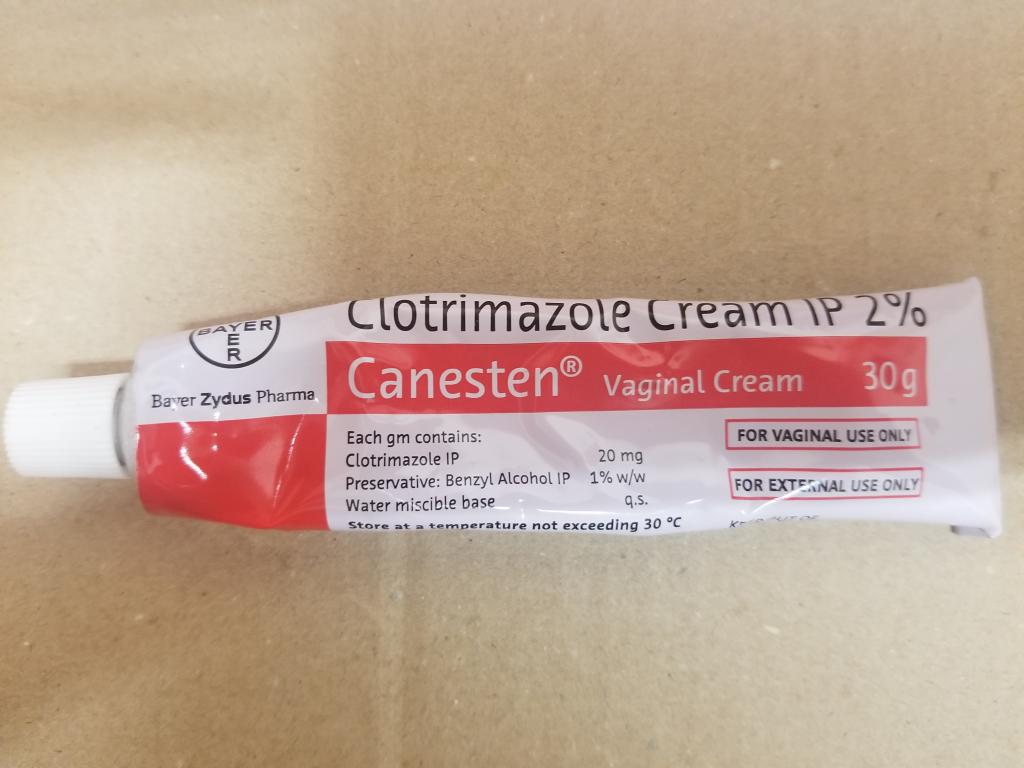 Clotrimazole Cream IP 2%
BAYER
E
R
Bayer Zydus Pharma
Canesten® Vaginal Cream 30g
Each gm contains:
Clotrimazole IP 20 mg
Preservative: Benzyl Alcohol IP 1% w/w
Water miscible base q.s.
Store at a temperature not exceeding 30 °C
FOR VAGINAL USE ONLY
FOR EXTERNAL USE ONLY